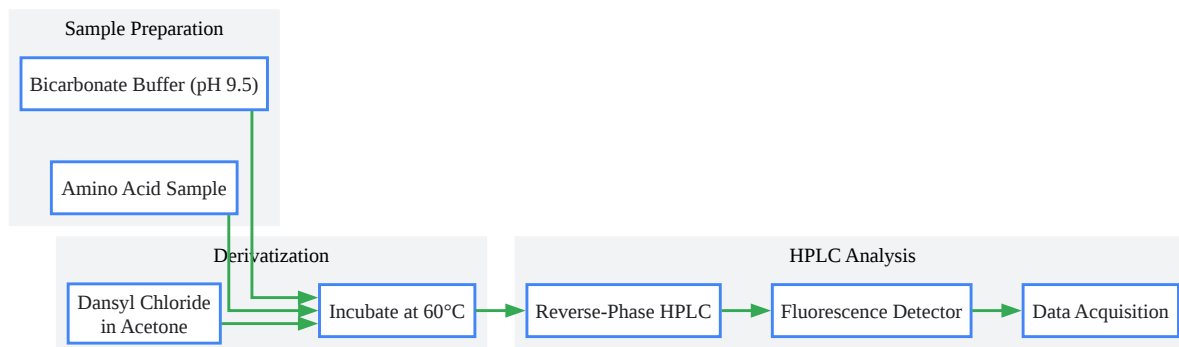 Sample Preparation
Bicarbonate Buffer (pH 9.5)
Amino Acid Sample
Derivatization
Dansyl Chloride
in Acetone
Incubate at 60°C
HPLC Analysis
Reverse-Phase HPLC
Fluorescence Detector
Data Acquisition